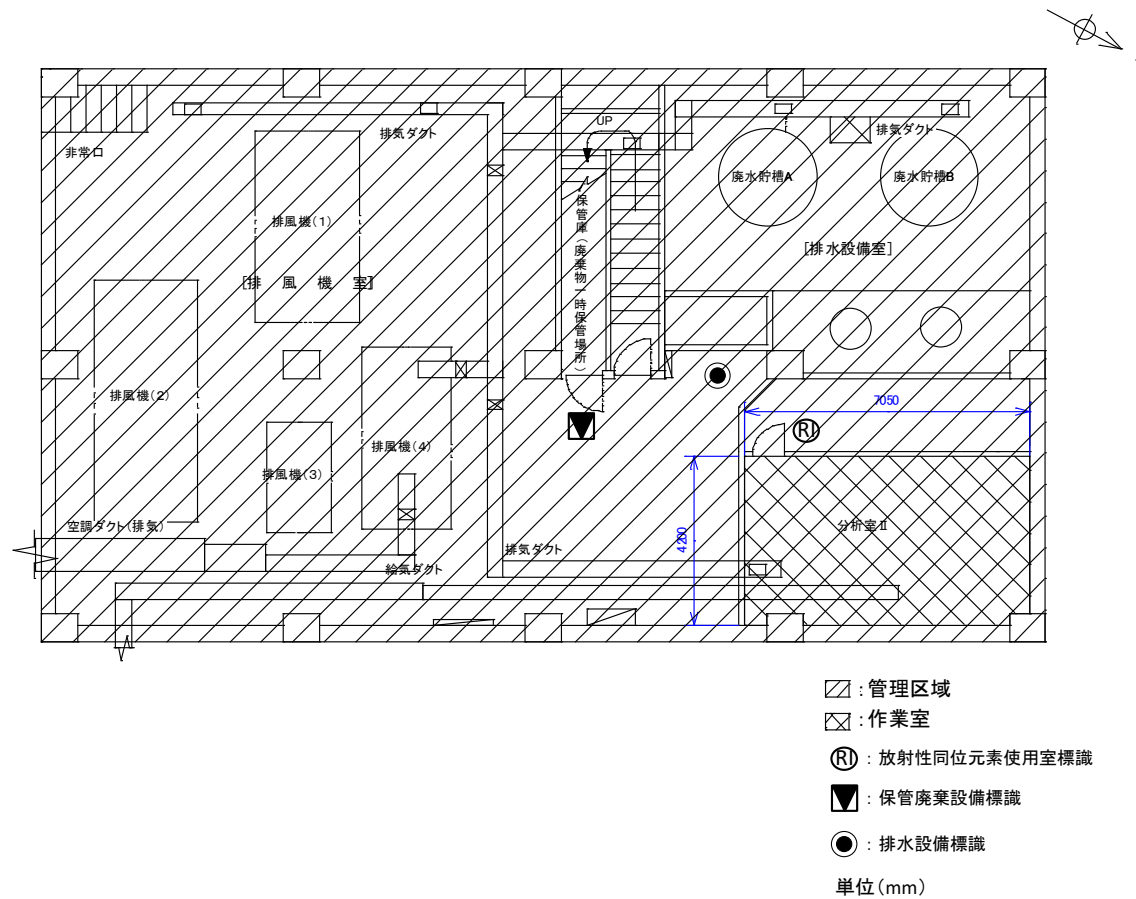 UP
排気ダクト
排気ダクト
非常口
廃水貯槽A
廃水貯槽B
排風機(1)
保管庫(廃棄物一時保管場所)
[排水設備室]
[排風機室]
排風機(2)
7050
RI
排風機(4)
排風機(3)
空調ダクト(排気)
分析室Ⅱ
4200
排気ダクト
給気ダクト
:管理区域
:作業室
RI:放射性同位元素使用室標識
:保管廃棄設備標識
:排水設備標識
単位(mm)